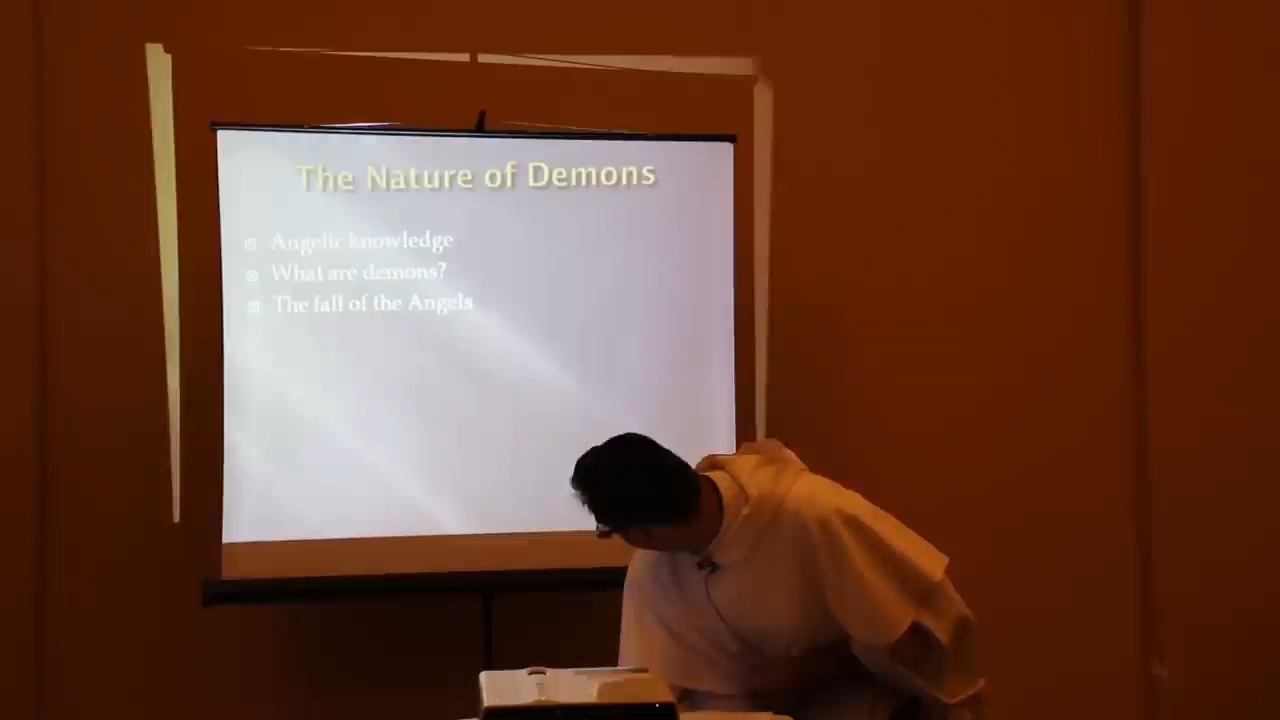 The Nature of Demons
Angelic knowledge
What are demons?
The fall of the Angels